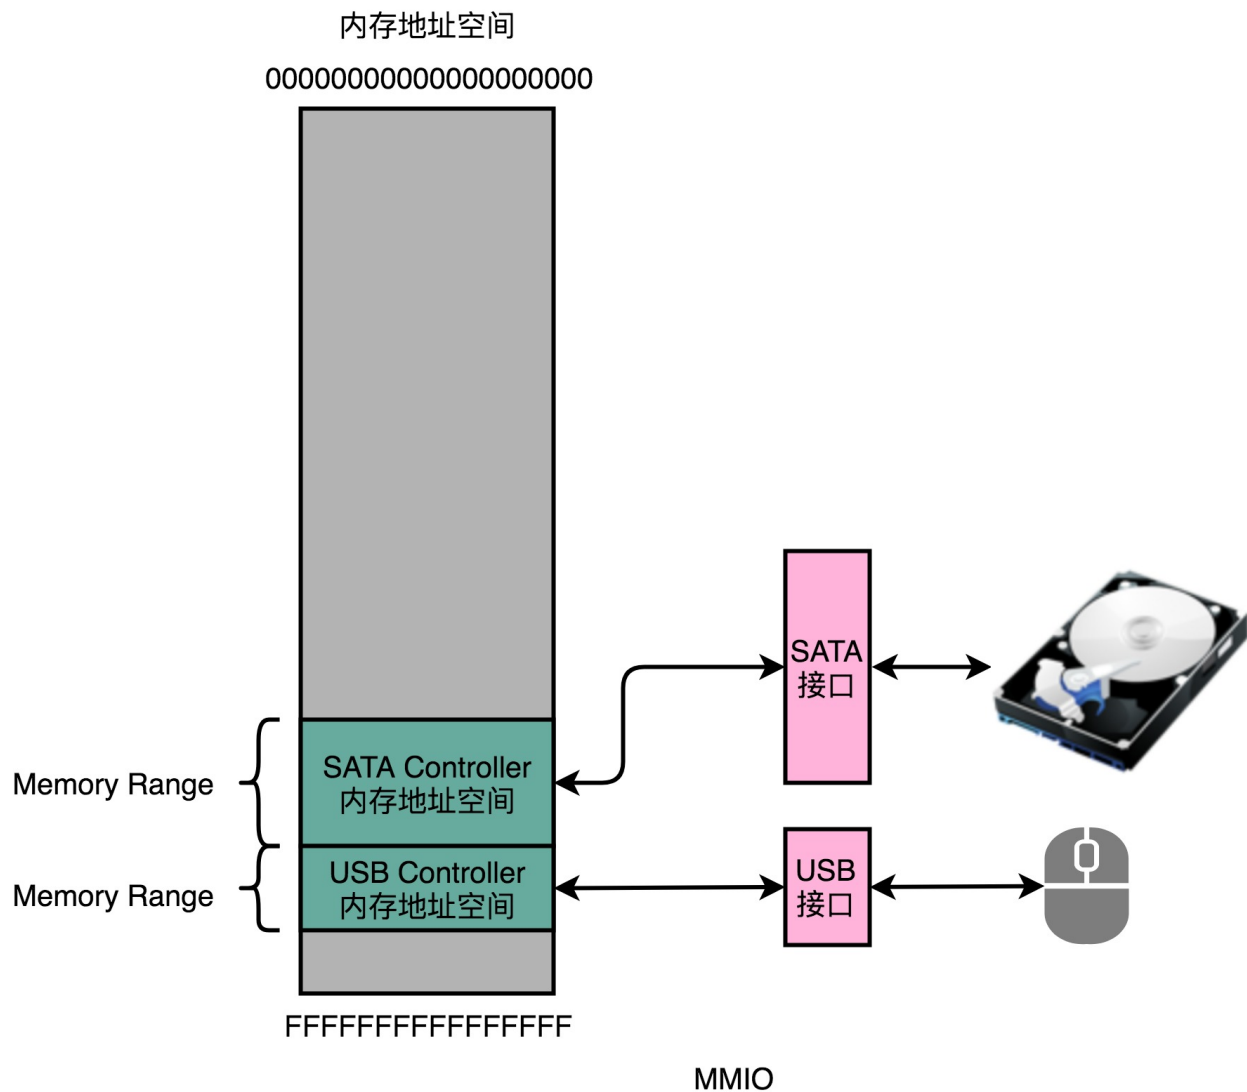 内存地址空间
00000000000000000000
SATA
接口
SATA Controller
内存地址空间
Memory Range
USB Controller
内存地址空间
Memory Range
USB
接口
FFFFFFFFFFFFFFFF
MMIO